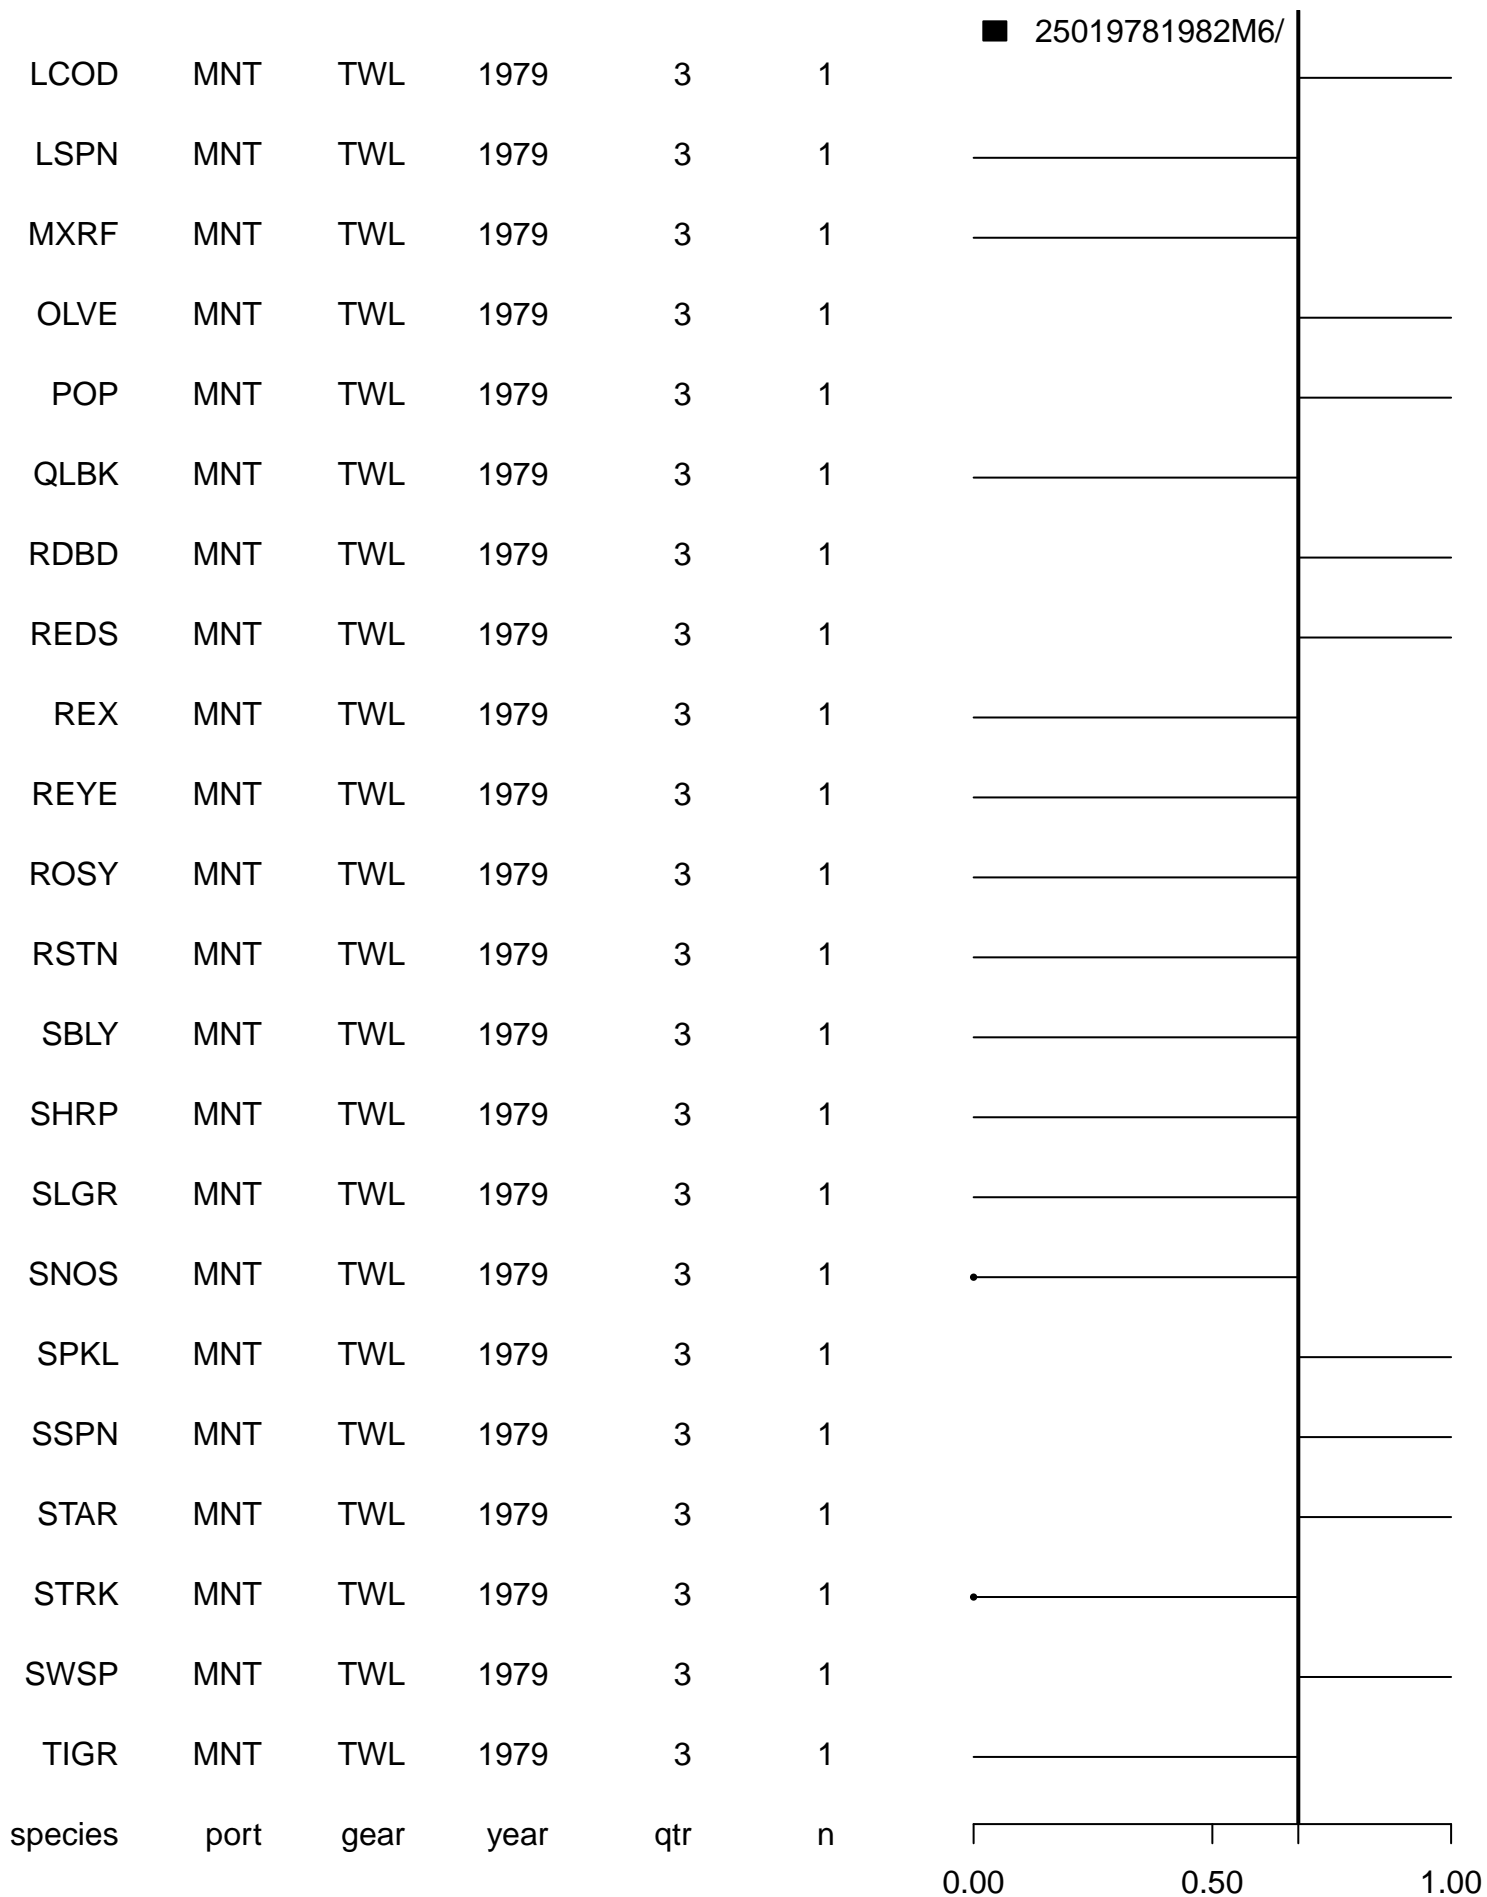 25019781982M6/
LCOD MNT TWL 1979 3 1
LSPN MNT TWL 1979 3 1
MXRF MNT TWL 1979 3 1
OLVE MNT TWL 1979 3 1
POP MNT TWL 1979 3 1
QLBK MNT TWL 1979 3 1
RDBD MNT TWL 1979 3 1
REDS MNT TWL 1979 3 1
REX MNT TWL 1979 3 1
REYE MNT TWL 1979 3 1
ROSY MNT TWL 1979 3 1
RSTN MNT TWL 1979 3 1
SBLY MNT TWL 1979 3 1
SHRP MNT TWL 1979 3 1
SLGR MNT TWL 1979 3 1
SNOS MNT TWL 1979 3 1
SPKL MNT TWL 1979 3 1
SSPN MNT TWL 1979 3 1
STAR MNT TWL 1979 3 1
STRK MNT TWL 1979 3 1
SWSP MNT TWL 1979 3 1
TIGR MNT TWL 1979 3 1
species port gear year qtr n
0.00 0.50 1.00